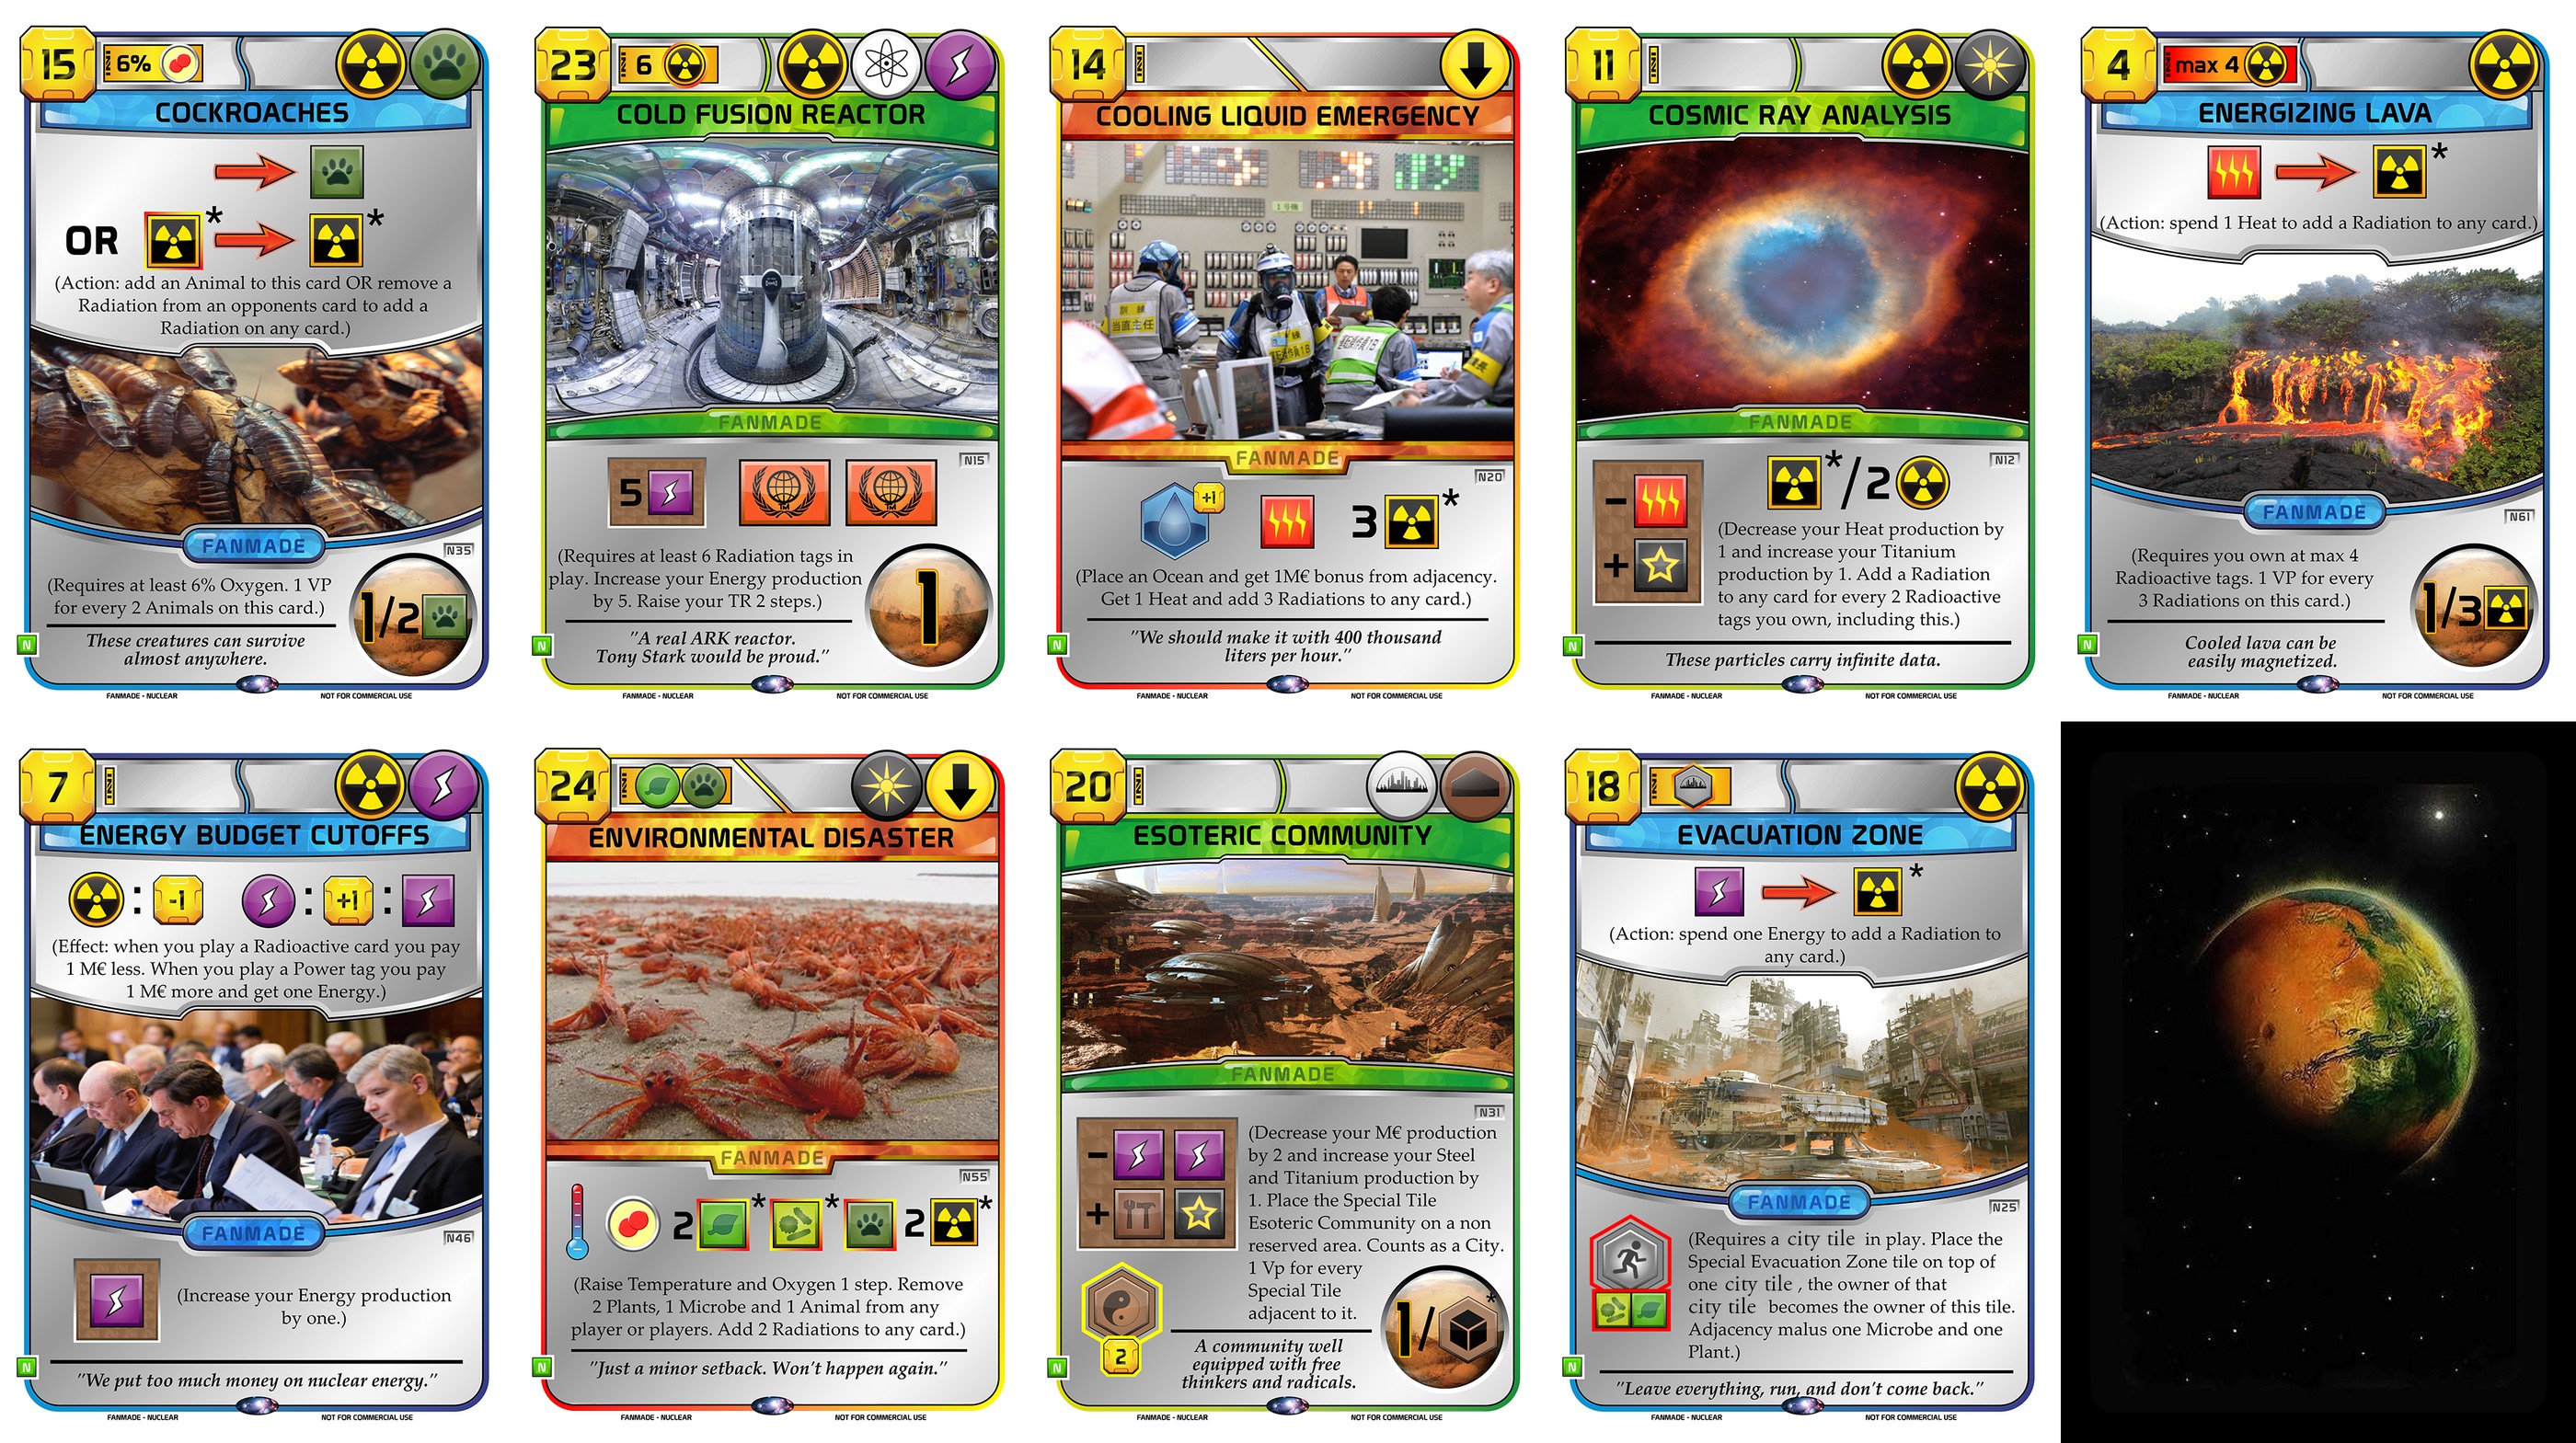 15
6%
COCKROACHES
OR
*
*
(Action: add an Animal to this card OR remove a
Radiation from an opponents card to add a
Radiation on any card.)
FANMADE
N35
(Requires at least 6% Oxygen. 1 VP
for every 2 Animals on this card.)
1/2
These creatures can survive
almost anywhere.
N
FANMADE - NUCLEAR
NOT FOR COMMERCIAL USE
23
6
COLD FUSION REACTOR
FANMADE
N15
5
TM
TM
(Requires at least 6 Radiation tags in
play. Increase your Energy production
by 5. Raise your TR 2 steps.)
1
"A real ARK reactor.
Tony Stark would be proud."
N
FANMADE - NUCLEAR
NOT FOR COMMERCIAL USE
14
COOLING LIQUID EMERGENCY
FANMADE
N20
+1
3
*
(Place an Ocean and get 1M€ bonus from adjacency.
Get 1 Heat and add 3 Radiations to any card.)
"We should make it with 400 thousand
liters per hour."
N
FANMADE - NUCLEAR
NOT FOR COMMERCIAL USE
11
COSMIC RAY ANALYSIS
FANMADE
N12
-
+
*/2
(Decrease your Heat production by
1 and increase your Titanium
production by 1. Add a Radiation
to any card for every 2 Radioactive
tags you own, including this.)
These particles carry infinite data.
N
FANMADE - NUCLEAR
NOT FOR COMMERCIAL USE
4
max 4
ENERGIZING LAVA
*
(Action: spend 1 Heat to add a Radiation to any card.)
FANMADE
N61
(Requires you own at max 4
Radioactive tags. 1 VP for every
3 Radiations on this card.)
1/3
Cooled lava can be
easily magnetized.
N
FANMADE - NUCLEAR
NOT FOR COMMERCIAL USE
7
ENERGY BUDGET CUTOFFS
: -1
: +1 :
(Effect: when you play a Radioactive card you pay
1 M€ less. When you play a Power tag you pay
1 M€ more and get one Energy.)
FANMADE
N46
(Increase your Energy production
by one.)
"We put too much money on nuclear energy."
N
FANMADE - NUCLEAR
NOT FOR COMMERCIAL USE
24
ENVIRONMENTAL DISASTER
FANMADE
N55
2 * * 2 *
(Raise Temperature and Oxygen 1 step. Remove
2 Plants, 1 Microbe and 1 Animal from any
player or players. Add 2 Radiations to any card.)
"Just a minor setback. Won't happen again."
N
FANMADE - NUCLEAR
NOT FOR COMMERCIAL USE
20
ESOTERIC COMMUNITY
FANMADE
N31
-
+
(Decrease your M€ production
by 2 and increase your Steel
and Titanium production by
1. Place the Special Tile
Esoteric Community on a non
reserved area. Counts as a City.
1 Vp for every
Special Tile
adjacent to it.
2
1/
*
A community well
equipped with free
thinkers and radicals.
N
FANMADE - NUCLEAR
NOT FOR COMMERCIAL USE
18
EVACUATION ZONE
*
(Action: spend one Energy to add a Radiation to
any card.)
FANMADE
N25
(Requires a city tile in play. Place the
Special Evacuation Zone tile on top of
one city tile , the owner of that
city tile becomes the owner of this tile.
Adjacency malus one Microbe and one
Plant.)
"Leave everything, run, and don't come back."
N
FANMADE - NUCLEAR
NOT FOR COMMERCIAL USE